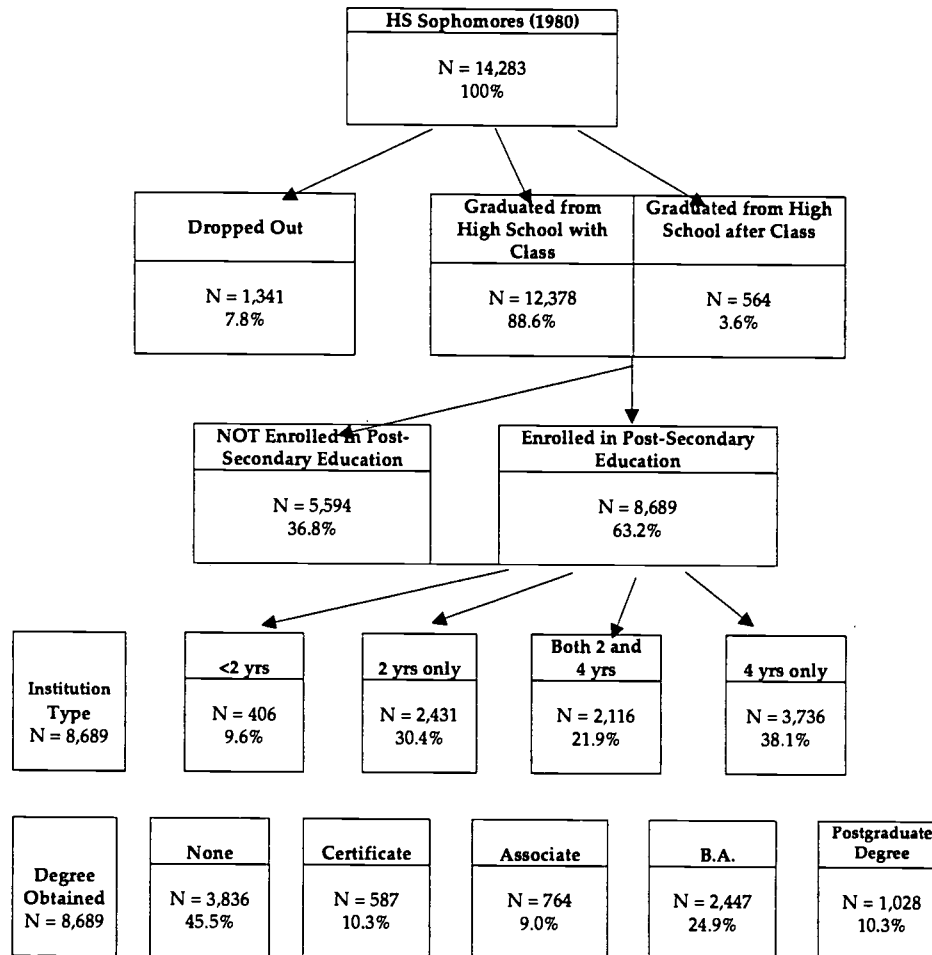 HS Sophomores (1980)
N = 14,283
100%
Dropped Out
N = 1,341
7.8%
Graduated from
High School with
Class
N = 12,378
88.6%
Graduated from High
School after Class
N = 564
3.6%
NOT Enrolled in Post-
Secondary Education
N = 5,594
36.8%
Enrolled in Post-Secondary
Education
N = 8,689
63.2%
Institution
Type
N = 8,689
<2 yrs
N = 406
9.6%
2 yrs only
N = 2,431
30.4%
Both 2 and
4 yrs
N = 2,116
21.9%
4 yrs only
N = 3,736
38.1%
Degree
Obtained
N = 8,689
None
N = 3,836
45.5%
Certificate
N = 587
10.3%
Associate
N = 764
9.0%
B.A.
N = 2,447
24.9%
Postgraduate
Degree
N = 1,028
10.3%